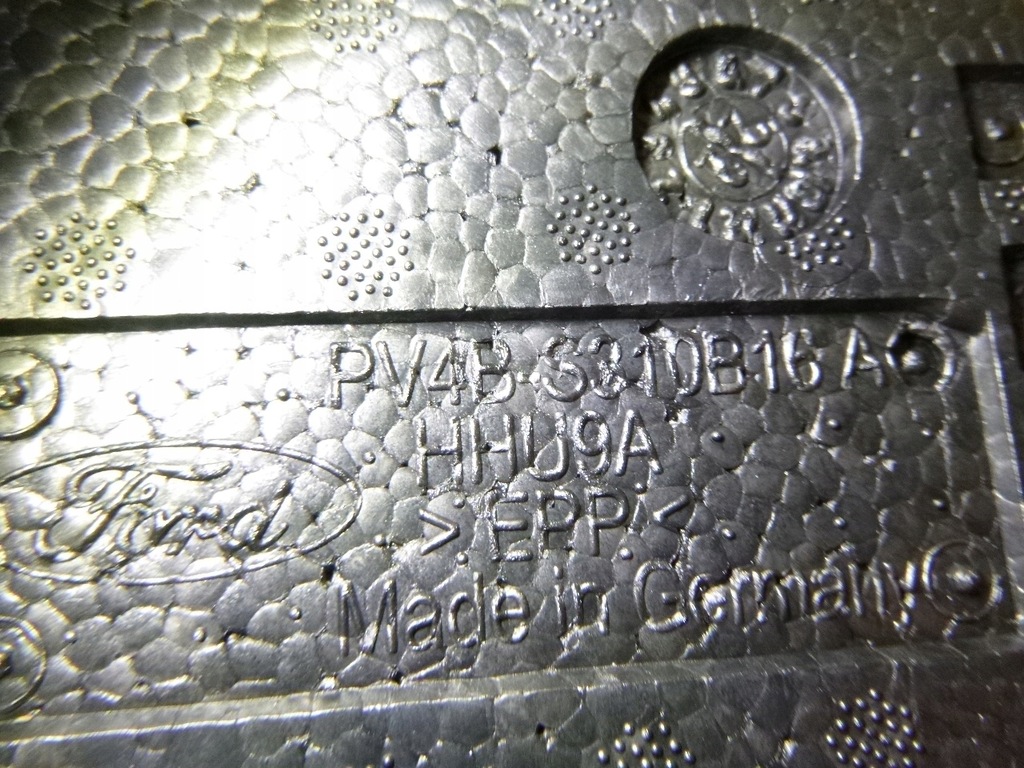 PV4B-S310B16 A
HHU9A
Ford
>EPP<
Made in Germany